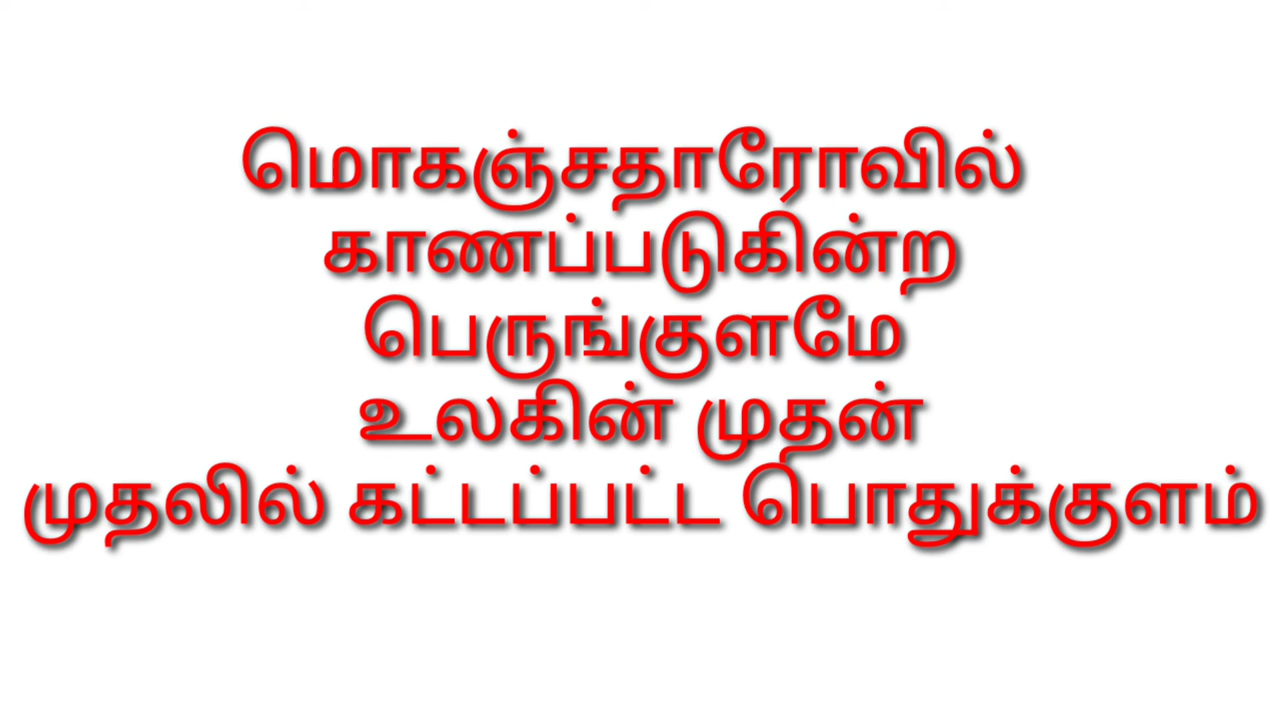 மொகஞ்சதாரோவில்
காணப்படுகின்ற
பெருங்குளமே
உலகின் முதன்
முதலில் கட்டப்பட்ட பொதுக்குளம்